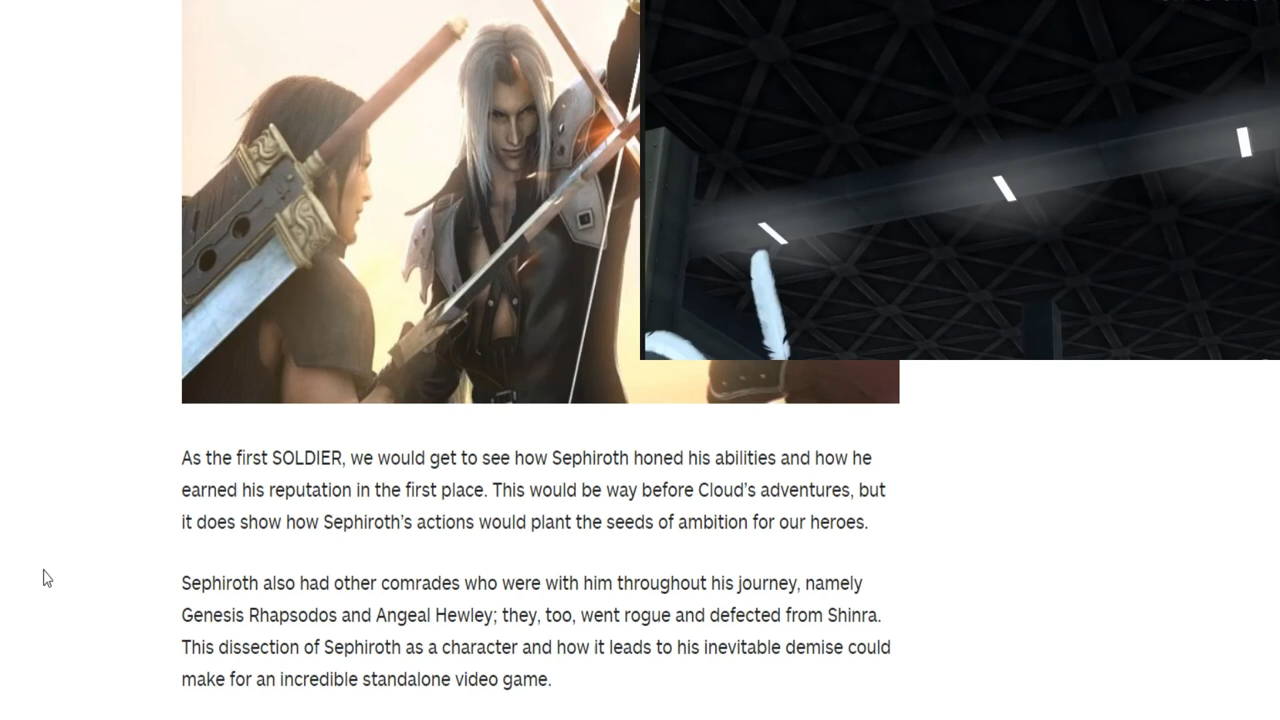 As the first SOLDIER, we would get to see how Sephiroth honed his abilities and how he
earned his reputation in the first place. This would be way before Cloud’s adventures, but
it does show how Sephiroth’s actions would plant the seeds of ambition for our heroes.
Sephiroth also had other comrades who were with him throughout his journey, namely
Genesis Rhapsodos and Angeal Hewley; they, too, went rogue and defected from Shinra.
This dissection of Sephiroth as a character and how it leads to his inevitable demise could
make for an incredible standalone video game.